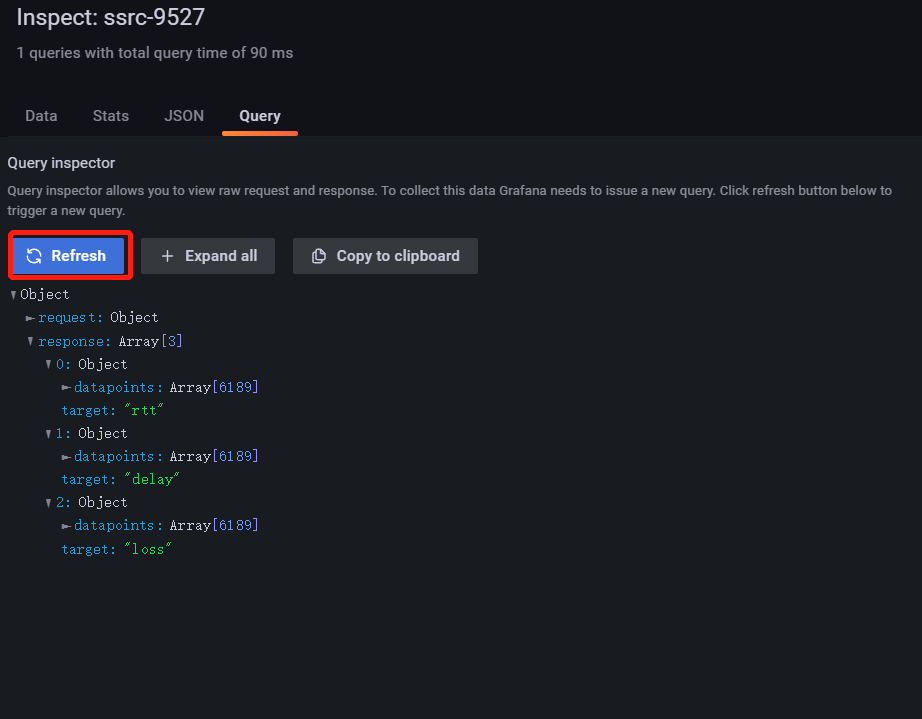 Inspect: ssrc-9527
1 queries with total query time of 90 ms
Data Stats JSON Query
Query inspector
Query inspector allows you to view raw request and response. To collect this data Grafana needs to issue a new query. Click refresh button below to
trigger a new query.
Refresh + Expand all Copy to clipboard
Object
request: Object
response: Array[3]
0: Object
datapoints: Array[6189]
target: "rtt"
1: Object
datapoints: Array[6189]
target: "delay"
2: Object
datapoints: Array[6189]
target: "loss"